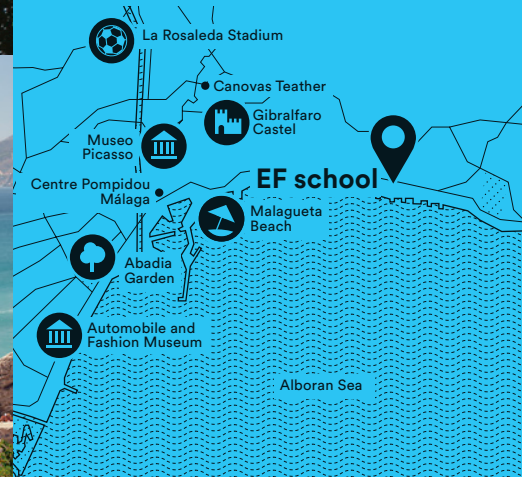 La Rosaleda Stadium
Canovas Teather
Gibralfaro
Castel
Museo
Picasso
EF school
Centre Pompidou
Málaga
Malagueta
Beach
Abadia
Garden
Automobile and
Fashion Museum
Alboran Sea